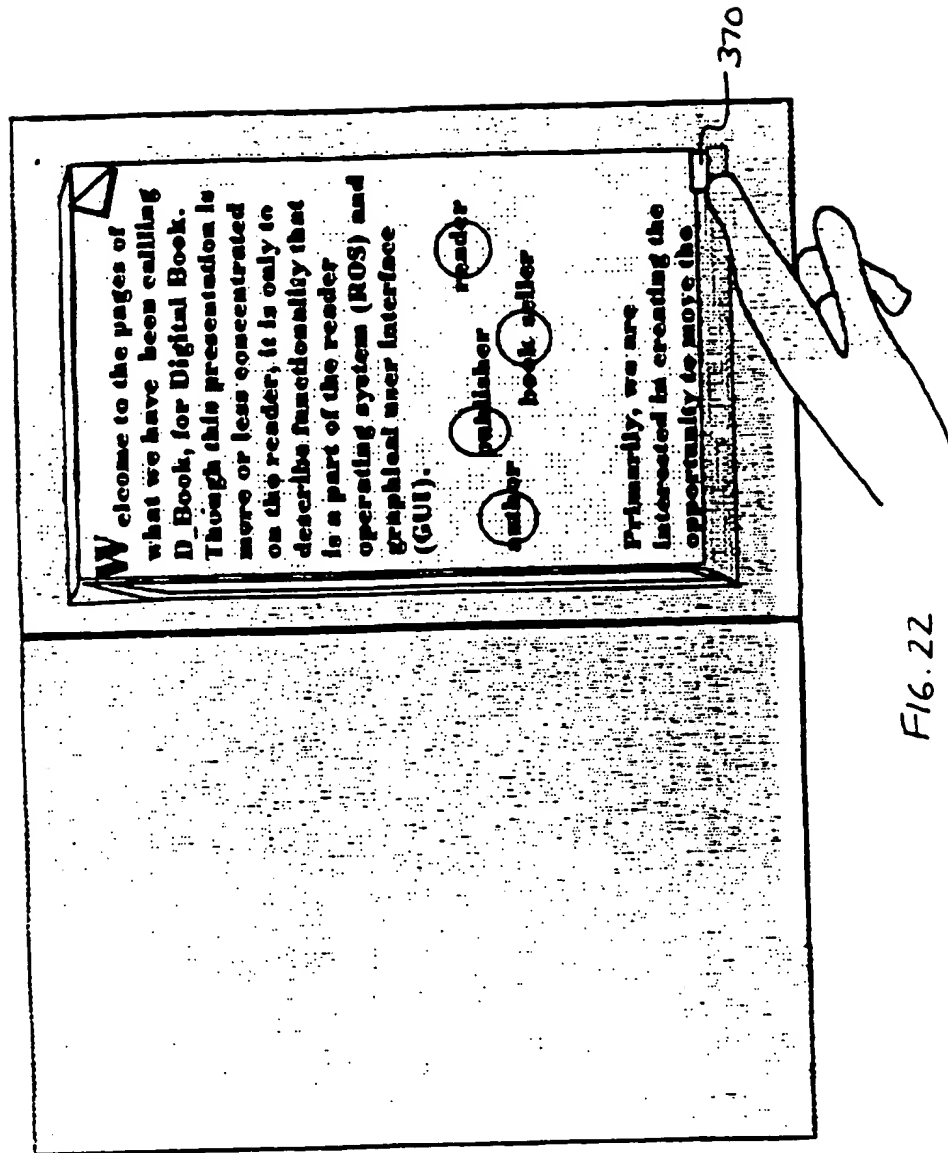 Welcome to the pages of
what we have been callling
D_Book, for Digital Book.
Though this presentation is
more or less concentrated
on the reader, it is only to
describe functionality that
is a part of the reader
operating system (ROS) and
graphical user interface
(GUI).
author
publisher
book seller
reader
Primarily, we are
interested in creating the
opportunity to move the
370
FIG. 22